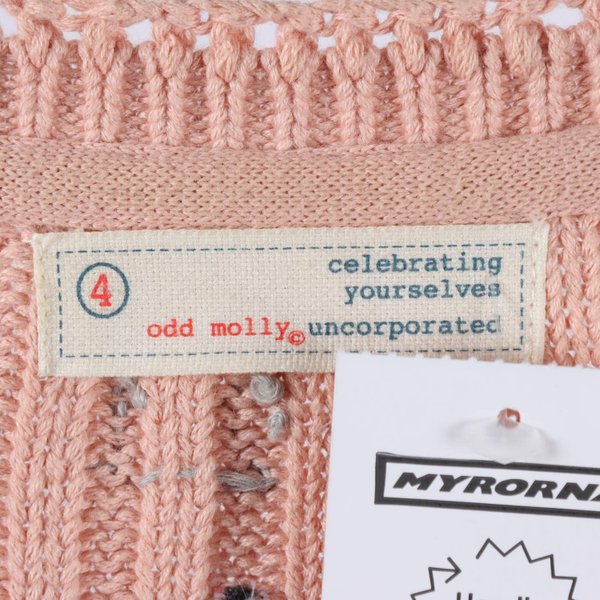 4
celebrating
yourselves
odd molly© uncorporated
MYRORNA